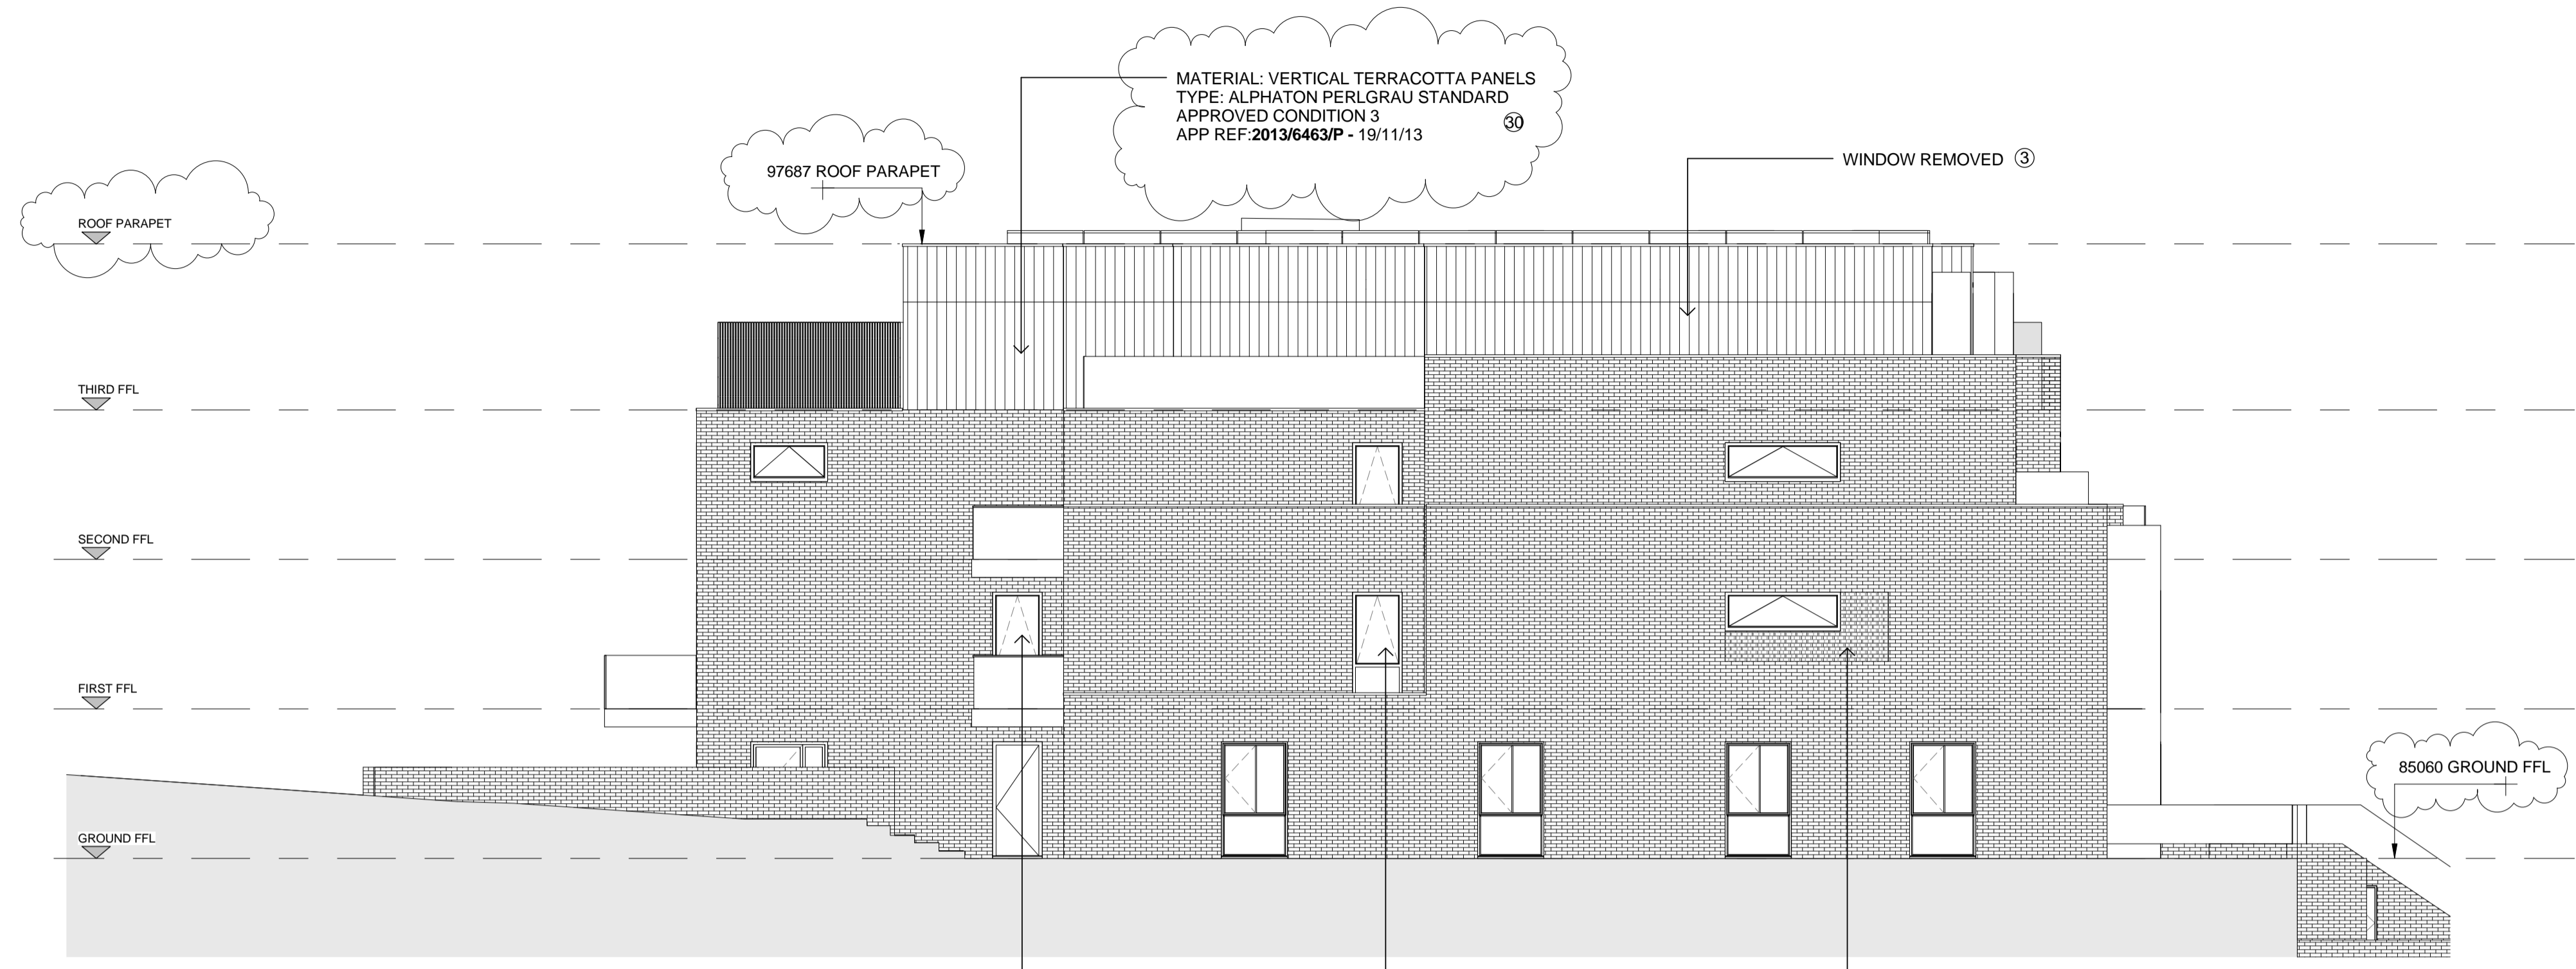 MATERIAL: VERTICAL TERRACOTTA PANELS
TYPE: ALPHATON PERLGRAU STANDARD
APPROVED CONDITION 3
APP REF:2013/6463/P - 19/11/13
30
97687 ROOF PARAPET
WINDOW REMOVED 3
ROOF PARAPET
THIRD FFL
SECOND FFL
FIRST FFL
85060 GROUND FFL
GROUND FFL